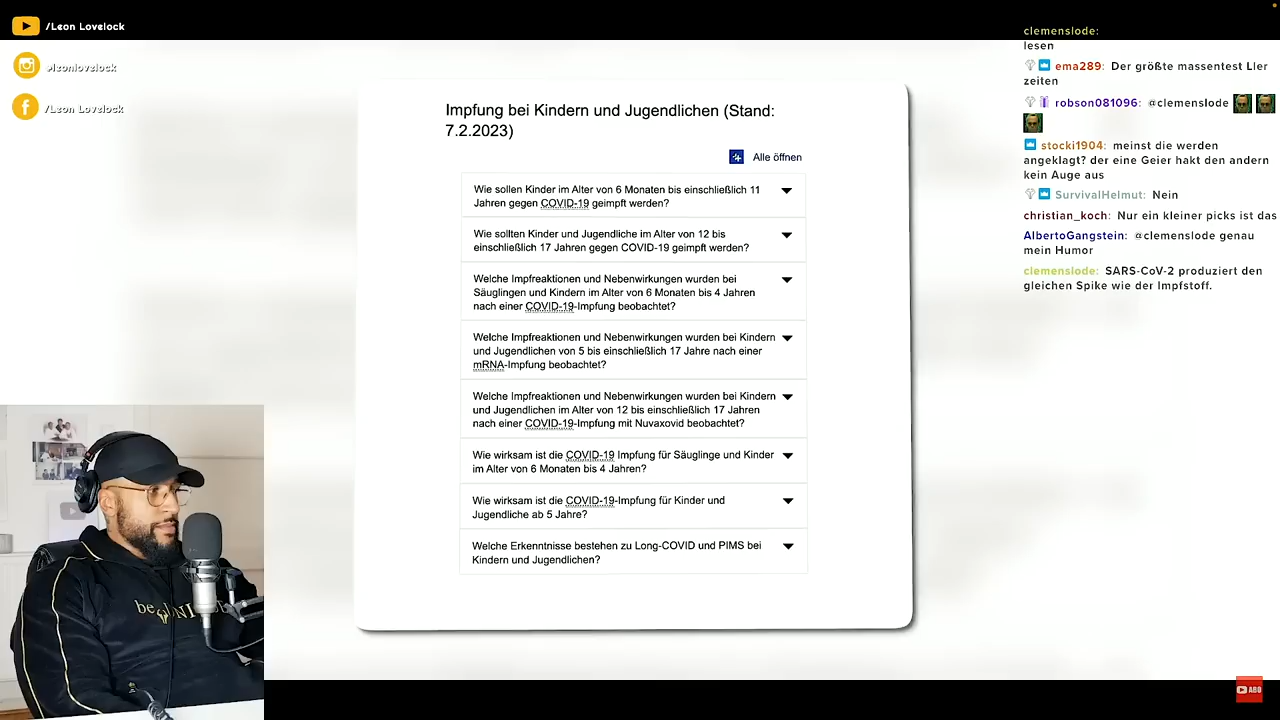 /Leon Lovelock
/Leon Lovelock
Impfung bei Kindern und Jugendlichen (Stand:
7.2.2023)
Alle öffnen
Wie sollen Kinder im Alter von 6 Monaten bis einschließlich 11
Jahren gegen COVID-19 geimpft werden?
Wie sollten Kinder und Jugendliche im Alter von 12 bis
einschließlich 17 Jahren gegen COVID-19 geimpft werden?
Welche Impfreaktionen und Nebenwirkungen wurden bei
Säuglingen und Kindern im Alter von 6 Monaten bis 4 Jahren
nach einer COVID-19-Impfung beobachtet?
Welche Impfreaktionen und Nebenwirkungen wurden bei Kindern
und Jugendlichen von 5 bis einschließlich 17 Jahre nach einer
mRNA-Impfung beobachtet?
Welche Impfreaktionen und Nebenwirkungen wurden bei Kindern
und Jugendlichen im Alter von 12 bis einschließlich 17 Jahren
nach einer COVID-19-Impfung mit Nuvaxovid beobachtet?
Wie wirksam ist die COVID-19 Impfung für Säuglinge und Kinder
im Alter von 6 Monaten bis 4 Jahren?
Wie wirksam ist die COVID-19-Impfung für Kinder und
Jugendliche ab 5 Jahre?
Welche Erkenntnisse bestehen zu Long-COVID und PIMS bei
Kindern und Jugendlichen?
clemenslode:
lesen
ema289: Der größte massentest LIer
zeiten
robson081096: @clemenslode
stocki1904: meinst die werden
angeklagt? der eine Geier hakt den andern
kein Auge aus
SurvivalHelmut: Nein
christian_koch: Nur ein kleiner picks ist das
AlbertoGangstein: @clemenslode genau
mein Humor
clemenslode: SARS-CoV-2 produziert den
gleichen Spike wie der Impfstoff.
ABO